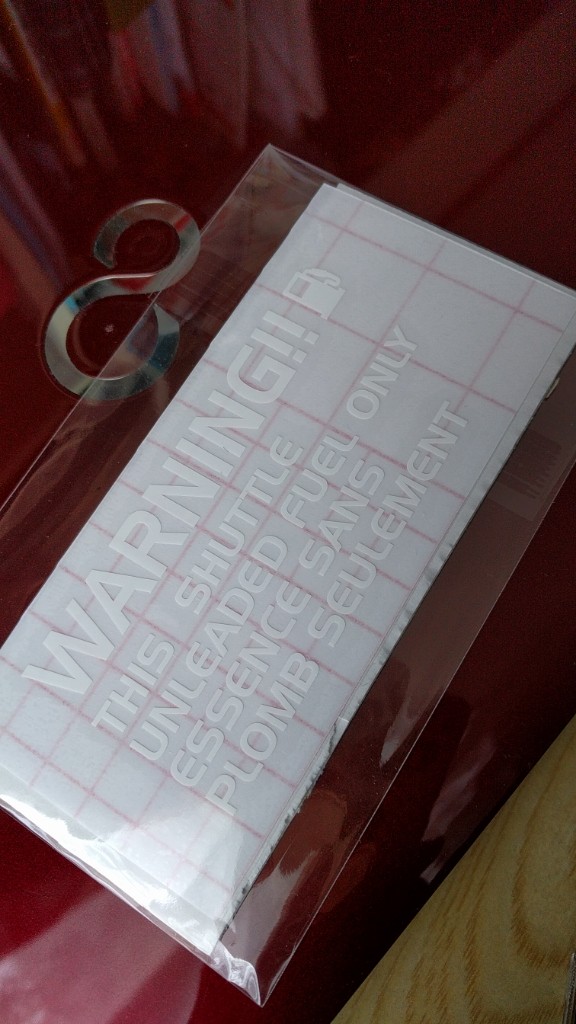 WARNING!!
THIS SHUTTLE
UNLEADED FUEL ONLY
ESSENCE SANS
PLOMB SEULEMENT